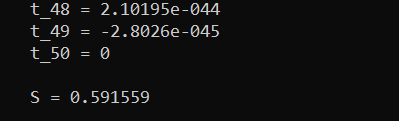 t_48 = 2.10195e-044
t_49 = -2.8026e-045
t_50 = 0
S = 0.591559